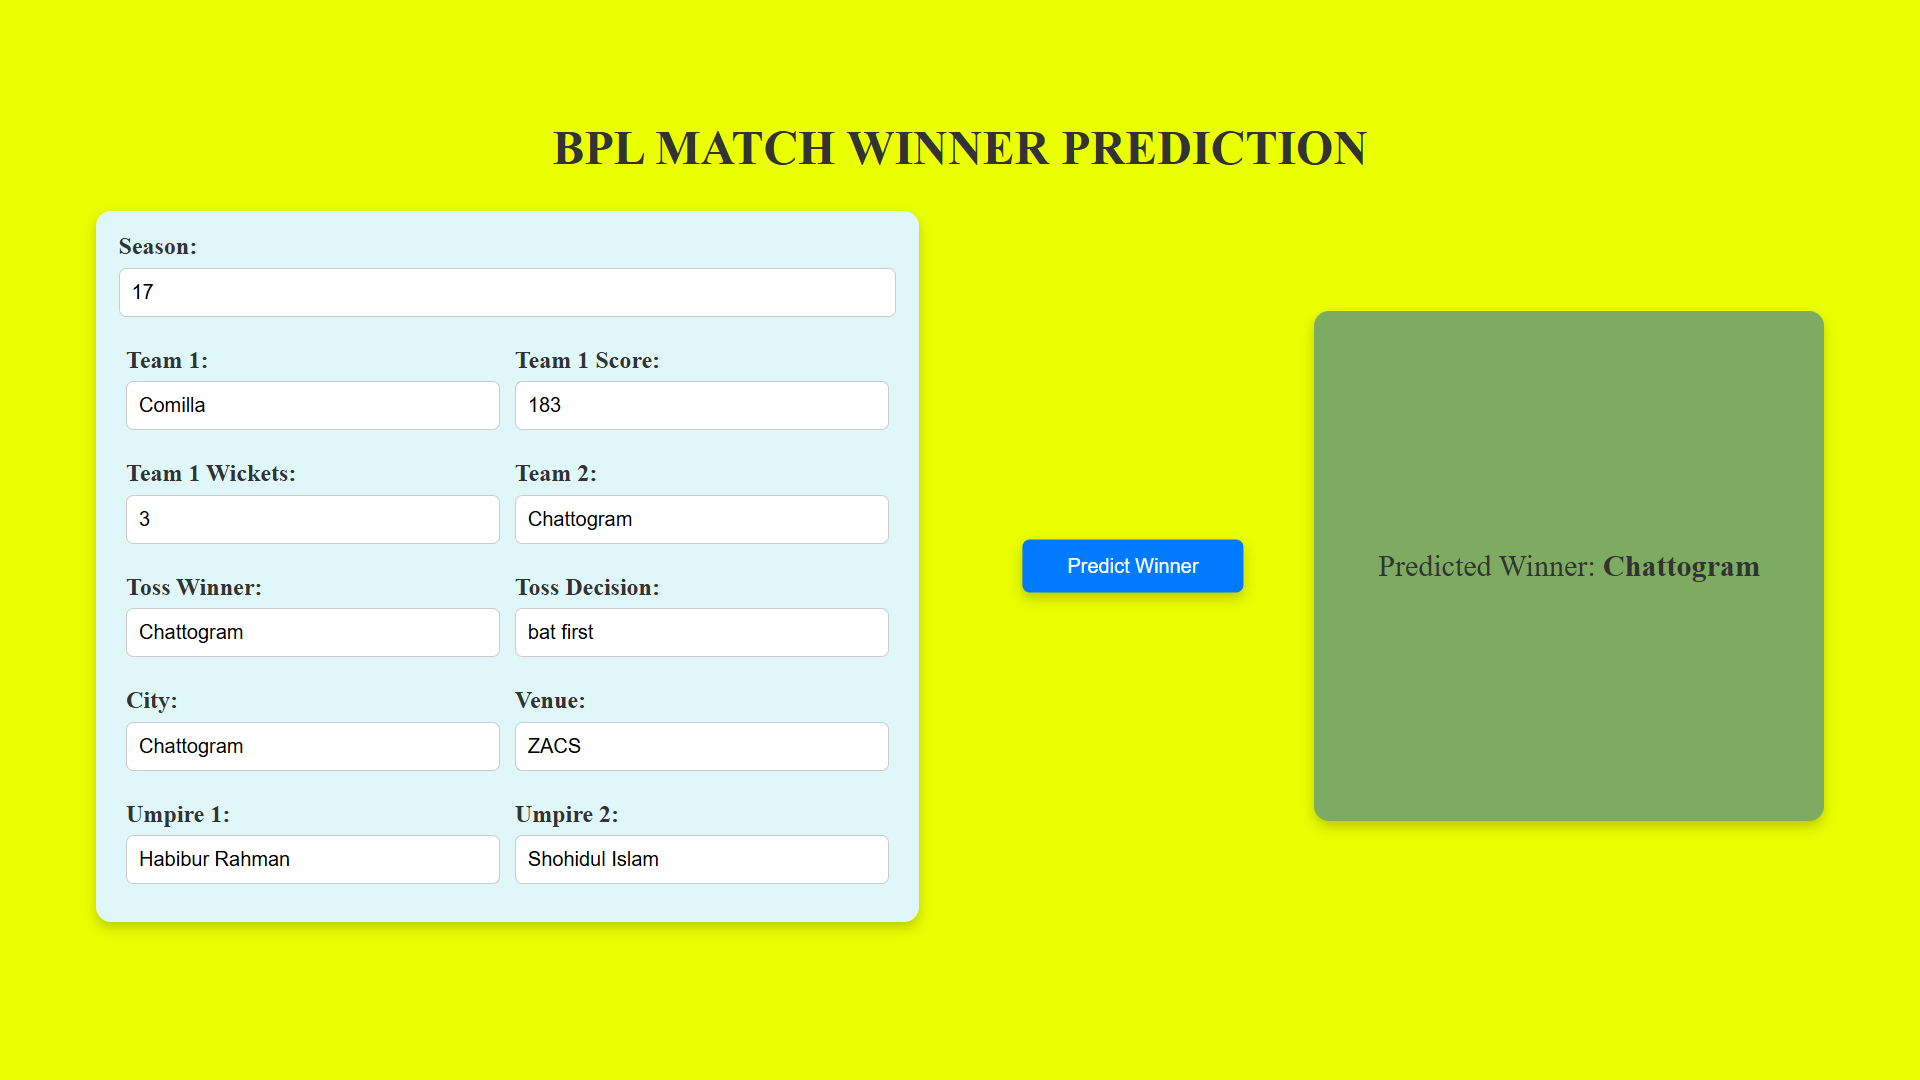 BPL MATCH WINNER PREDICTION
Season:
17
Team 1:
Comilla
Team 1 Score:
183
Team 1 Wickets:
3
Team 2:
Chattogram
Toss Winner:
Chattogram
Toss Decision:
bat first
City:
Chattogram
Venue:
ZACS
Umpire 1:
Habibur Rahman
Umpire 2:
Shohidul Islam
Predict Winner
Predicted Winner: Chattogram